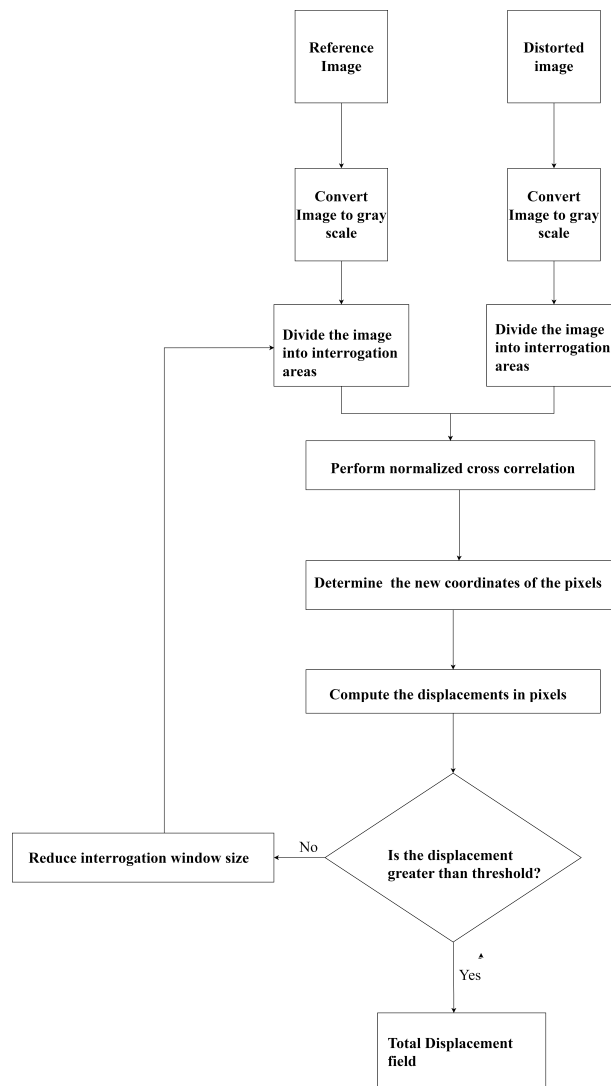 Reference
Image
Distorted
image
Convert
Image to gray
scale
Convert
Image to gray
scale
Divide the image
into interrogation
areas
Divide the image
into interrogation
areas
Perform normalized cross correlation
Determine the new coordinates of the pixels
Compute the displacements in pixels
Is the displacement
greater than threshold?
No
Reduce interrogation window size
Yes
Total Displacement
field